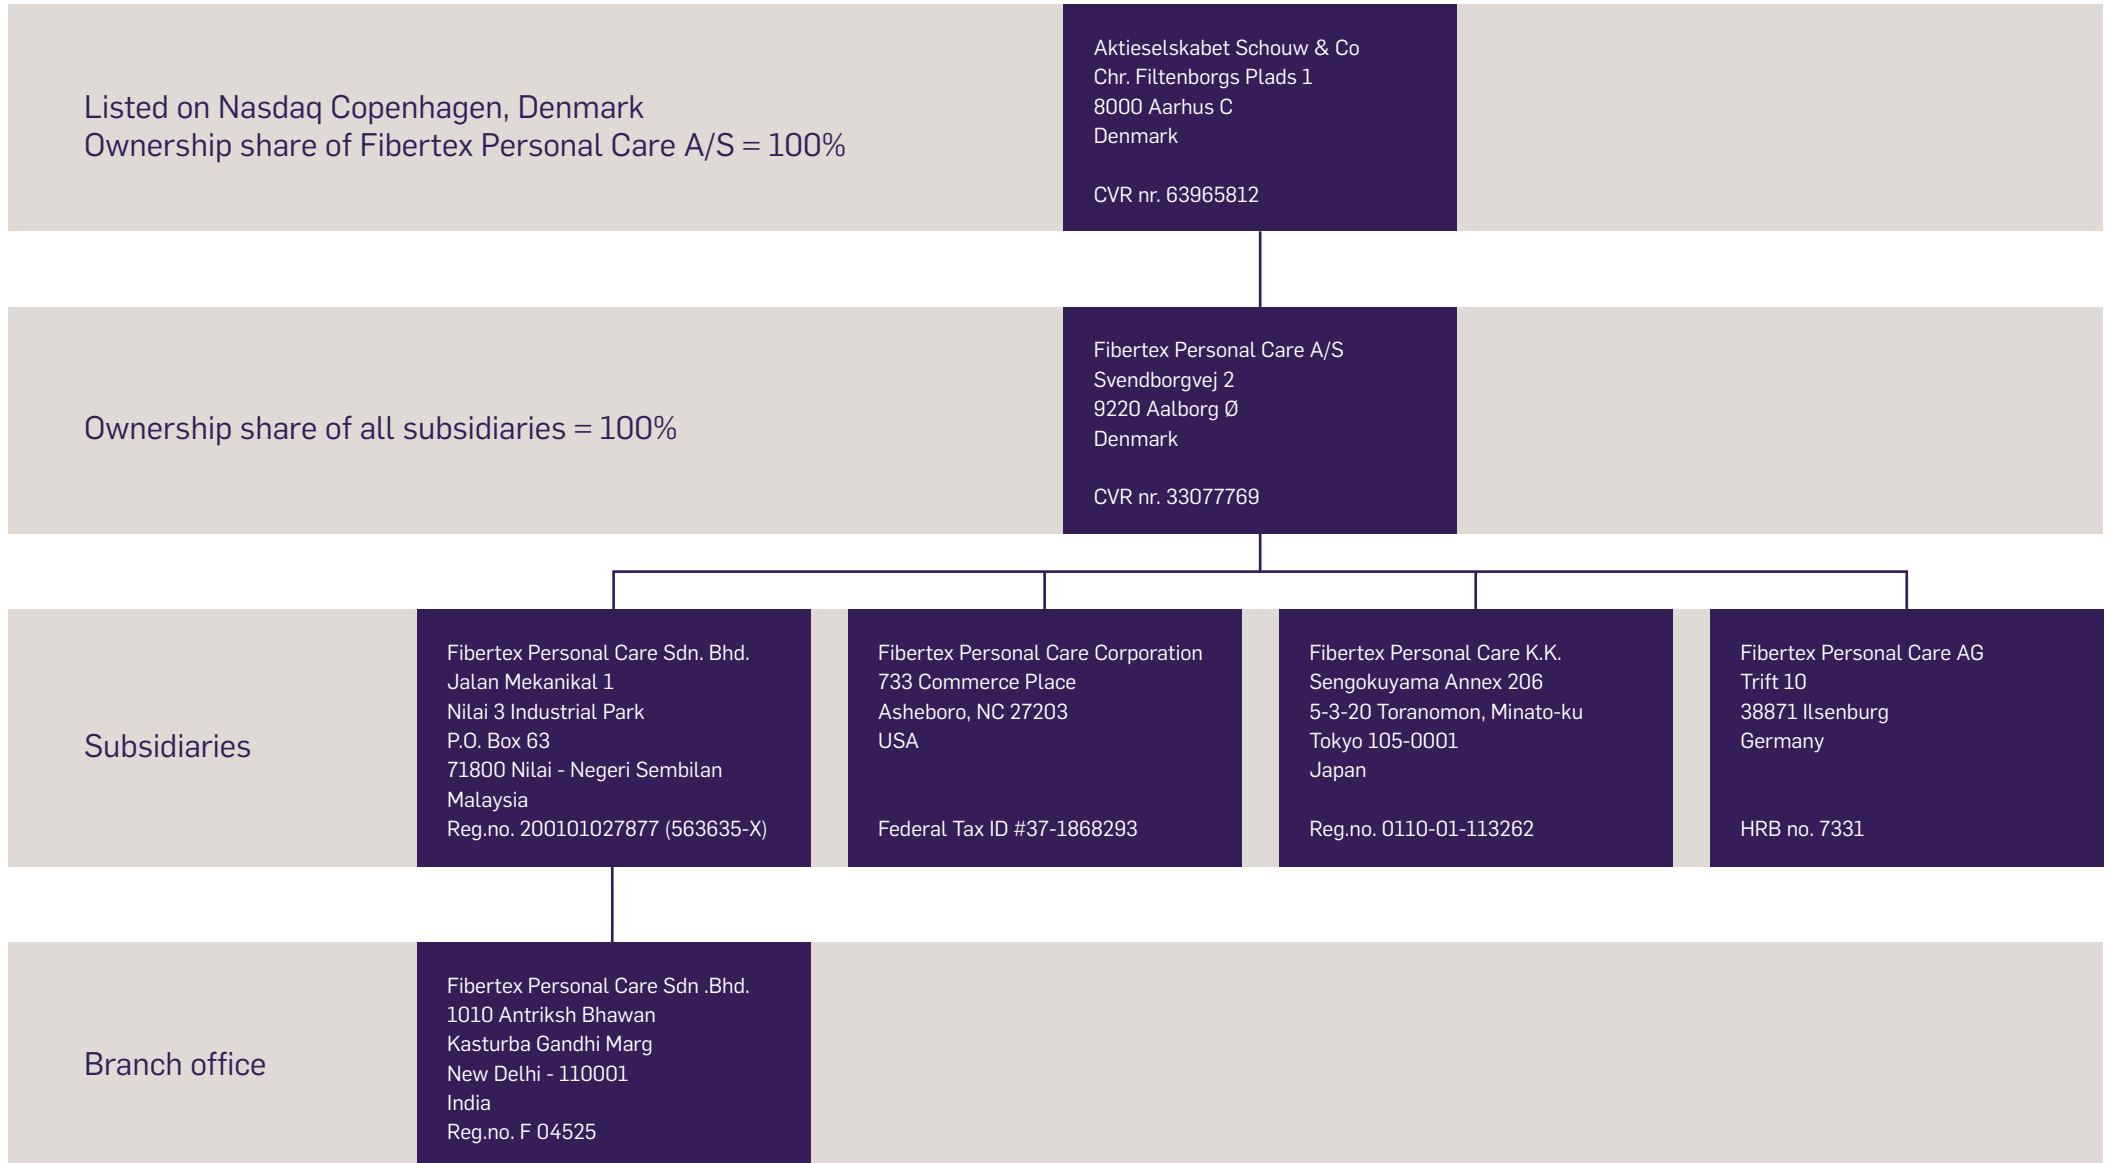 Listed on Nasdaq Copenhagen, Denmark
Ownership share of Fibertex Personal Care A/S = 100%
Aktieselskabet Schouw & Co
Chr. Filtenborgs Plads 1
8000 Aarhus C
Denmark
CVR nr. 63965812
Ownership share of all subsidiaries = 100%
Fibertex Personal Care A/S
Svendborgvej 2
9220 Aalborg Ø
Denmark
CVR nr. 33077769
Subsidiaries
Fibertex Personal Care Sdn. Bhd.
Jalan Mekanikal 1
Nilai 3 Industrial Park
P.O. Box 63
71800 Nilai - Negeri Sembilan
Malaysia
Reg.no. 200101027877 (563635-X)
Fibertex Personal Care Corporation
733 Commerce Place
Asheboro, NC 27203
USA
Federal Tax ID #37-1868293
Fibertex Personal Care K.K.
Sengokuyama Annex 206
5-3-20 Toranomon, Minato-ku
Tokyo 105-0001
Japan
Reg.no. 0110-01-113262
Fibertex Personal Care AG
Trift 10
38871 Ilsenburg
Germany
HRB no. 7331
Branch office
Fibertex Personal Care Sdn .Bhd.
1010 Antriksh Bhawan
Kasturba Gandhi Marg
New Delhi - 110001
India
Reg.no. F 04525